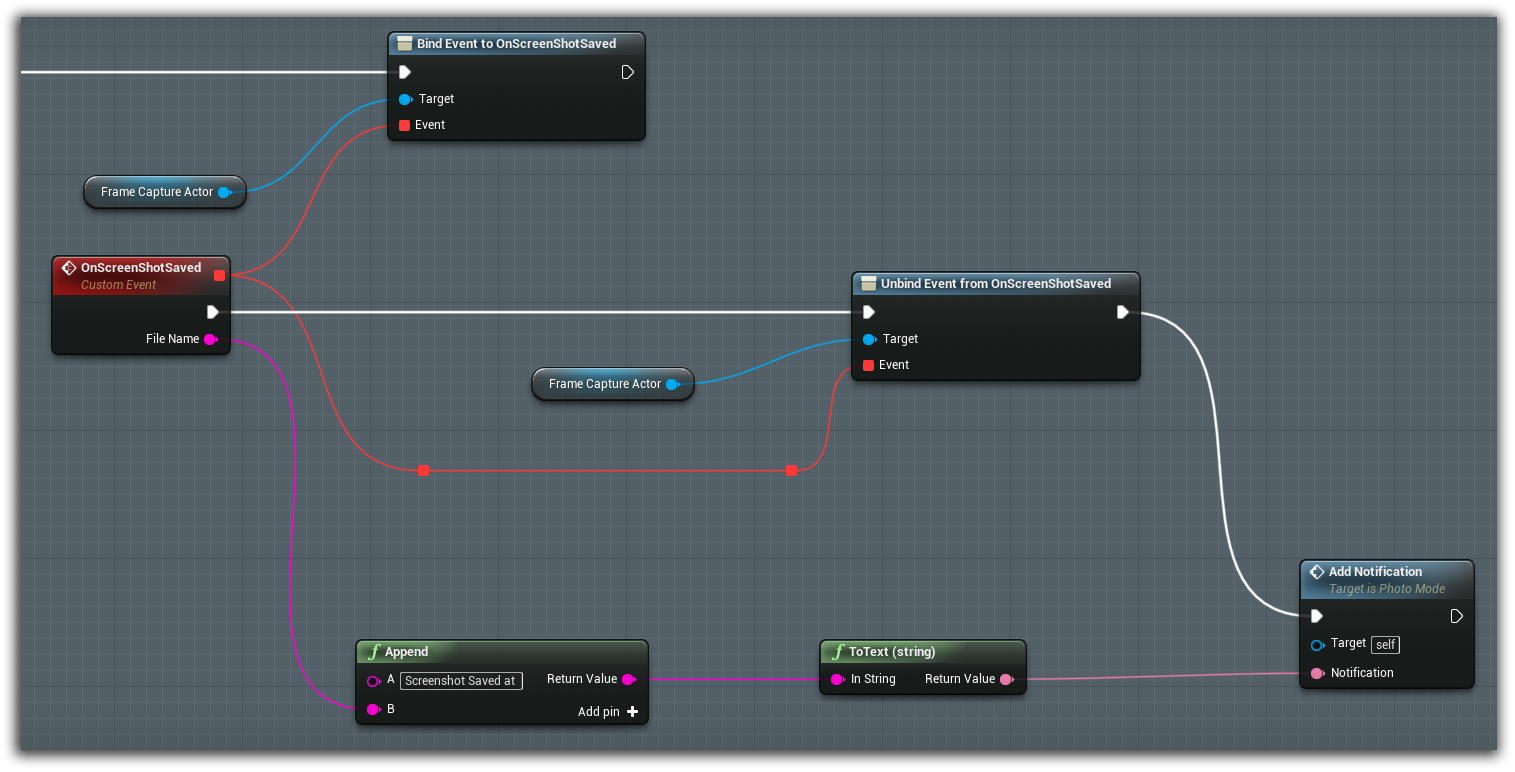 Bind Event to OnScreenShotSaved
Target
Event
Frame Capture Actor
OnScreenShotSaved
Custom Event
File Name
Unbind Event from OnScreenShotSaved
Target
Event
Frame Capture Actor
Add Notification
Target is Photo Mode
Target self
Notification
f Append
A Screenshot Saved at Return Value
B
Add pin
f ToText (string)
In String Return Value